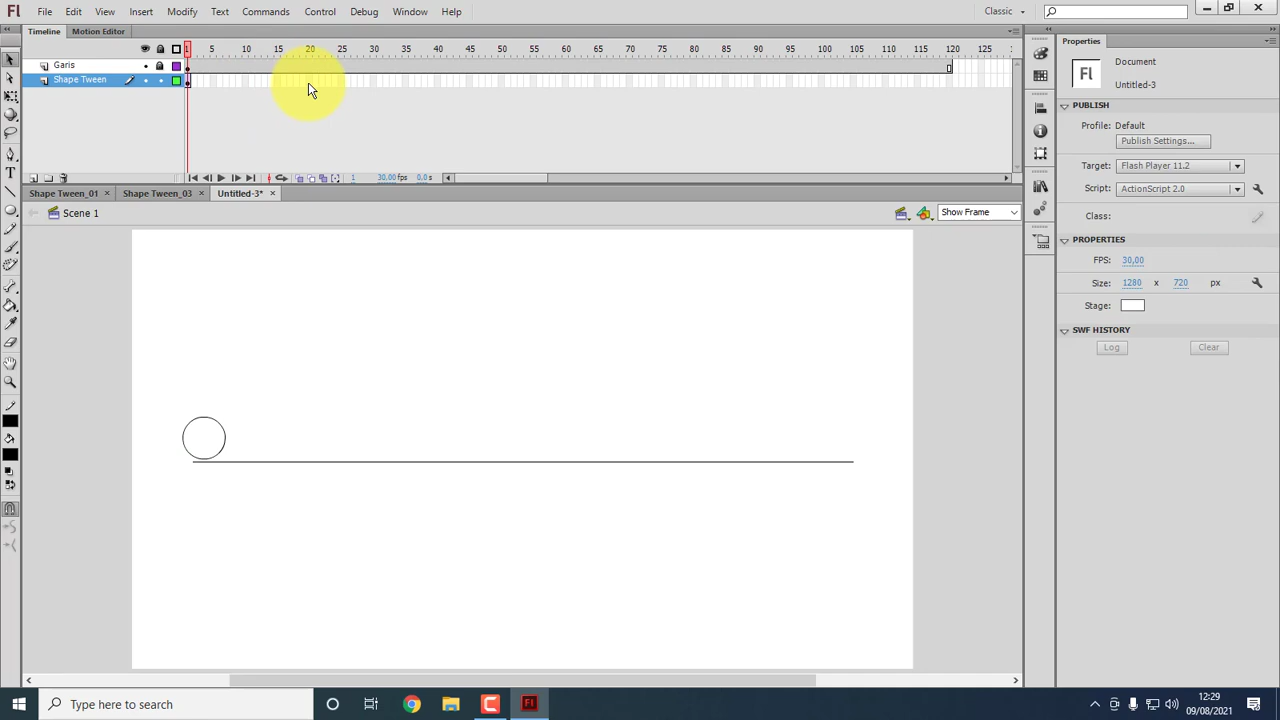 Fl File Edit View Insert Modify Text Commands Control Debug Window Help Classic
Timeline Motion Editor Properties
1 5 10 15 20 25 30 35 40 45 50 55 60 65 70 75 80 85 90 95 100 105 110 115 120 125 1
Garis
Shape Tween
Fl Document
Untitled-3*
PUBLISH
Profile: Default
Publish Settings...
Target: Flash Player 11.2
Script: ActionScript 2.0
Class:
1 30,00 fps 0,0 s
Shape Tween_01 × Shape Tween_03 × Untitled-3* ×
Scene 1 Show Frame
PROPERTIES
FPS: 30,00
Size: 1280 x 720 px
Stage:
SWF HISTORY
Log Clear
T
Type here to search
Fl
12:29
09/08/2021